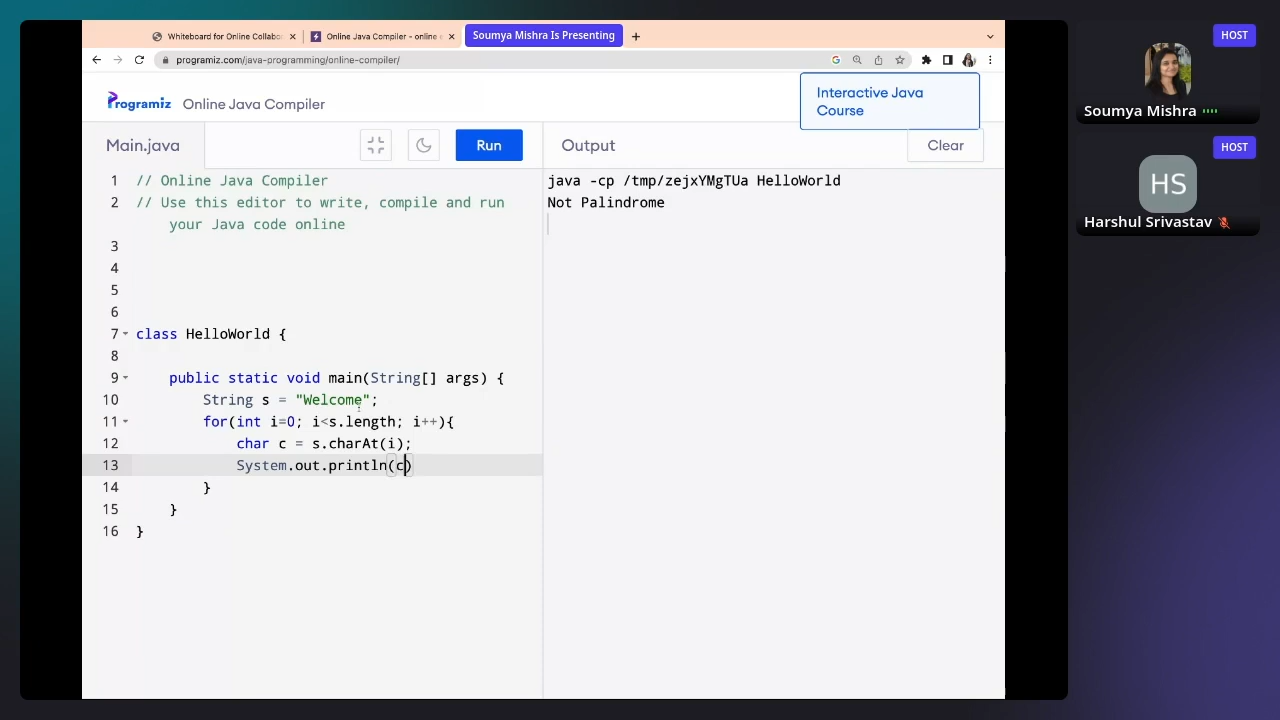 Whiteboard for Online Collabo
Online Java Compiler - online
Soumya Mishra Is Presenting
programiz.com/java-programming/online-compiler/
Programiz
Online Java Compiler
Interactive Java
Course
Main.java
Run
Output
Clear
1 // Online Java Compiler
2 // Use this editor to write, compile and run
your Java code online
3
4
5
6
7 class HelloWorld {
8
9 public static void main(String[] args) {
10 String s = "Welcome";
11 for(int i=0; i<s.length; i++){
12 char c = s.charAt(i);
13 System.out.println(c)
14 }
15 }
16 }
java -cp /tmp/zejxYMgTUa HelloWorld
Not Palindrome
HOST
Soumya Mishra
HOST
HS
Harshul Srivastav